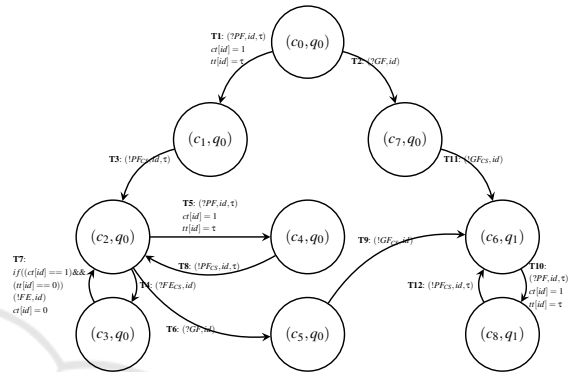 T1: (?PF,id,τ)
ct[id] = 1
tt[id] = τ
(c0,q0)
T2: (?GF,id)
(c1,q0)
(c7,q0)
T3: (!PFCS,id,τ)
T11: (!GFCS,id)
T5: (?PF,id,τ)
ct[id] = 1
tt[id] = τ
(c2,q0)
(c4,q0)
T9: (!GFCS,id)
(c6,q1)
T7:
if((ct[id] == 1)&&
(tt[id] == 0))
(!FE,id)
ct[id] = 0
T8: (!PFCS,id,τ)
T4: (?FECS,id)
T10:
(?PF,id,τ)
ct[id] = 1
tt[id] = τ
T12: (!PFCS,id,τ)
T6: (?GF,id)
(c3,q0)
(c5,q0)
(c8,q1)